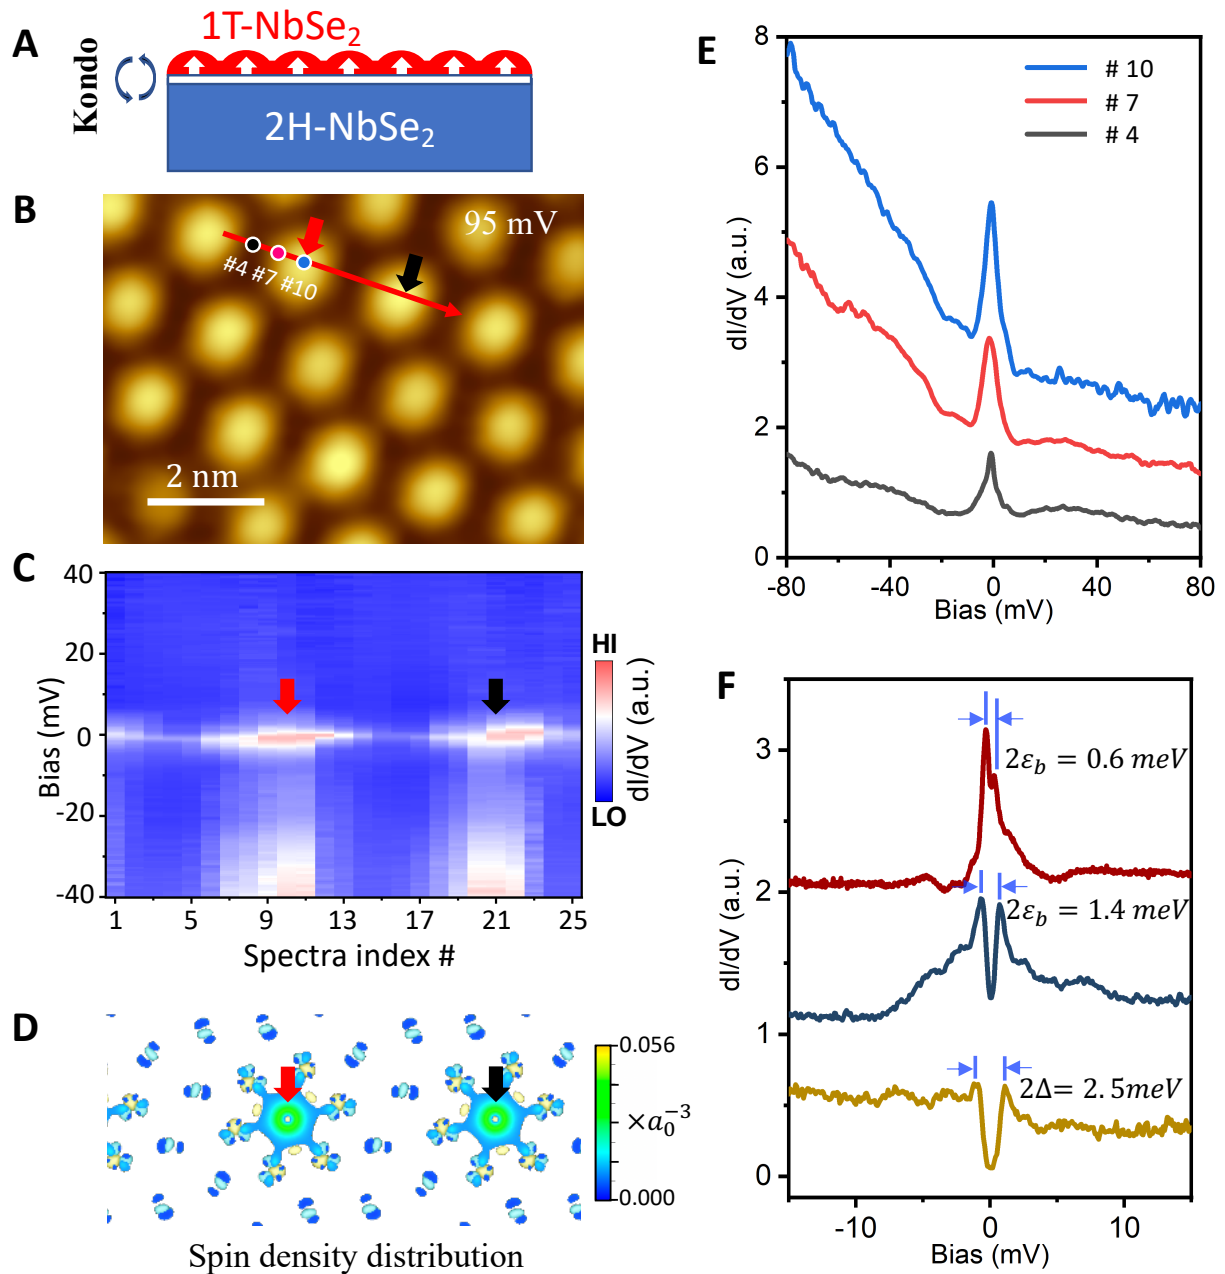 A
Kondo
1T-NbSe₂
2H-NbSe₂
B
95 mV
#4 #7 #10
2 nm
C
40
20
0
-20
-40
Bias (mV)
1 5 9 13 17 21 25
Spectra index #
HI
LO
dI/dV (a.u.)
D
0.056
×a₀⁻³
0.000
Spin density distribution
E
8
6
4
2
0
dI/dV (a.u.)
# 10
# 7
# 4
-80 -40 0 40 80
Bias (mV)
F
3
2
1
0
dI/dV (a.u.)
2ε_b = 0.6 meV
2ε_b = 1.4 meV
2Δ= 2.5meV
-10 0 10
Bias (mV)